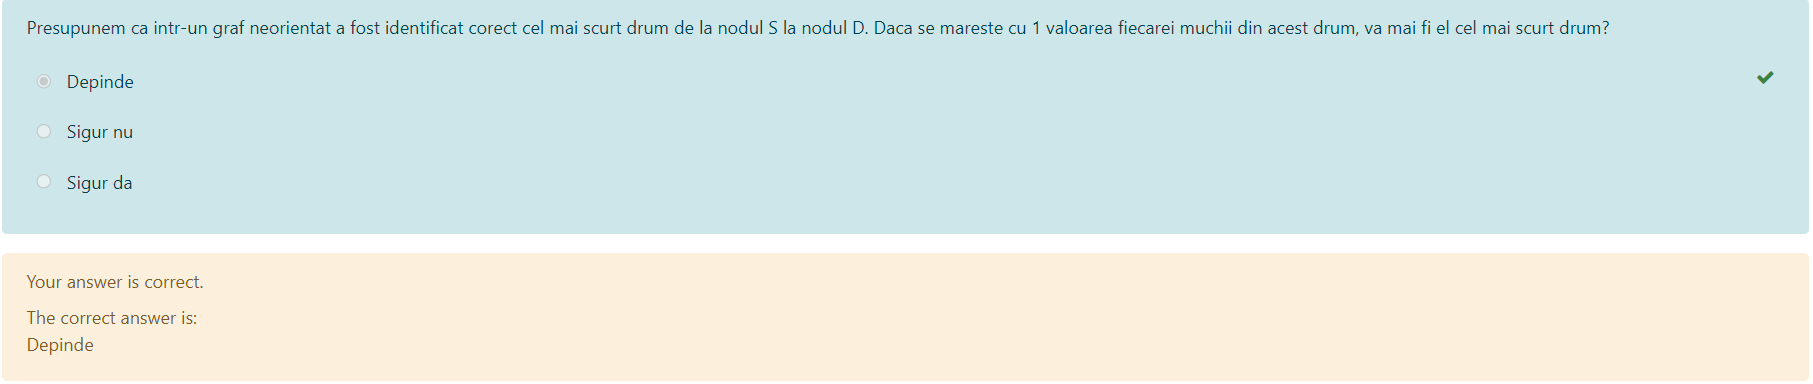 Presupunem ca intr-un graf neorientat a fost identificat corect cel mai scurt drum de la nodul S la nodul D. Daca se mareste cu 1 valoarea fiecarei muchii din acest drum, va mai fi el cel mai scurt drum?
Depinde
Sigur nu
Sigur da
Your answer is correct.
The correct answer is:
Depinde